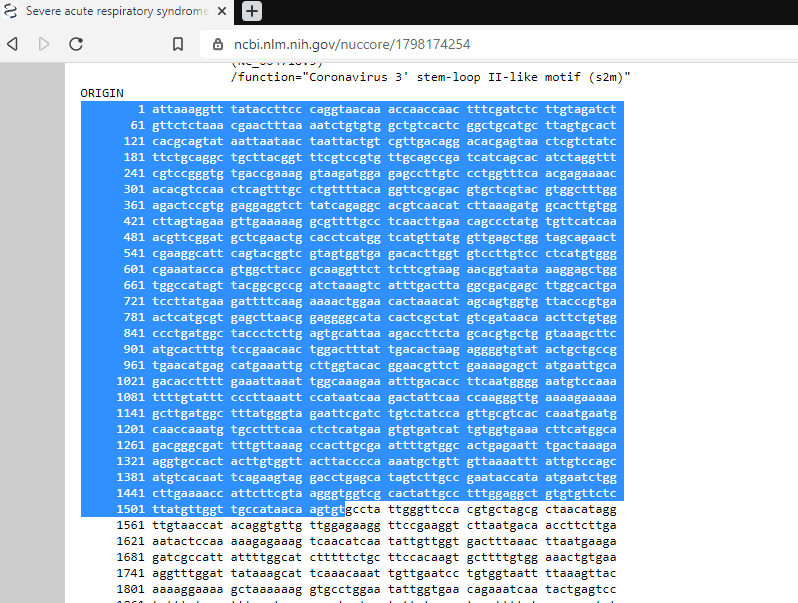 Severe acute respiratory syndrome
ncbi.nlm.nih.gov/nuccore/1798174254
/function="Coronavirus 3' stem-loop II-like motif (s2m)"
ORIGIN
1 attaaaggtt tataccttcc caggtaacaa accaaccaac tttcgatctc ttgtagatct
61 gttctctaaa cgaactttaa aatctgtgtg gctgtcactc ggctgcatgc ttagtgcact
121 cacgcagtat aattaataac taattactgt cgttgacagg acacgagtaa ctcgtctatc
181 ttctgcaggc tgcttacggt ttcgtccgtg ttgcagccga tcatcagcac atctaggttt
241 cgtccgggtg tgaccgaaag gtaagatgga gagccttgtc cctggtttca acgagaaaac
301 acacgtccaa ctcagtttgc ctgttttaca ggttcgcgac gtgctcgtac gtggctttgg
361 agactccgtg gaggaggtct tatcagaggc acgtcaacat cttaaagatg gcacttgtgg
421 cttagtagaa gttgaaaaag gcgttttgcc tcaacttgaa cagccctatg tgttcatcaa
481 acgttcggat gctcgaactg cacctcatgg tcatgttatg gttgagctgg tagcagaact
541 cgaaggcatt cagtacggtc gtagtggtga gacacttggt gtccttgtcc ctcatgtggg
601 cgaaatacca gtggcttacc gcaaggttct tcttcgtaag aacggtaata aaggagctgg
661 tggccatagt tacggcgccg atctaaagtc atttgactta ggcgacgagc ttggcactga
721 tccttatgaa gattttcaag aaaactggaa cactaaacat agcagtggtg ttacccgtga
781 actcatgcgt gagcttaacg gaggggcata cactcgctat gtcgataaca acttctgtgg
841 ccctgatggc taccctcttg agtgcattaa agaccttcta gcacgtgctg gtaaagcttc
901 atgcactttg tccgaacaac tggactttat tgacactaag aggggtgtat actgctgccg
961 tgaacatgag catgaaattg cttggtacac ggaacgttct gaaaagagct atgaattgca
1021 gacacctttt gaaattaaat tggcaaagaa atttgacacc ttcaatgggg aatgtccaaa
1081 ttttgtattt cccttaaatt ccataatcaa gactattcaa ccaagggttg aaaagaaaaa
1141 gcttgatggc tttatgggta gaattcgatc tgtctatcca gttgcgtcac caaatgaatg
1201 caaccaaatg tgcctttcaa ctctcatgaa gtgtgatcat tgtggtgaaa cttcatggca
1261 gacgggcgat tttgttaaag ccacttgcga attttgtggc actgagaatt tgactaaaga
1321 aggtgccact acttgtggtt acttacccca aaatgctgtt gttaaaattt attgtccagc
1381 atgtcacaat tcagaagtag gacctgagca tagtcttgcc gaataccata atgaatctgg
1441 cttgaaaacc attcttcgta agggtggtcg cactattgcc tttggaggct gtgtgttctc
1501 ttatgttggt tgccataaca agtgtgccta ttgggttcca cgtgctagcg ctaacatagg
1561 ttgtaaccat acaggtgttg ttggagaagg ttccgaaggt cttaatgaca accttcttga
1621 aatactccaa aaagagaaag tcaacatcaa tattgttggt gactttaaac ttaatgaaga
1681 gatcgccatt attttggcat ctttttctgc ttccacaagt gcttttgtgg aaactgtgaa
1741 aggtttggat tataaagcat tcaaacaaat tgttgaatcc tgtggtaatt ttaaagttac
1801 aaaaggaaaa gctaaaaaag gtgcctggaa tattggtgaa cagaaatcaa tactgagtcc